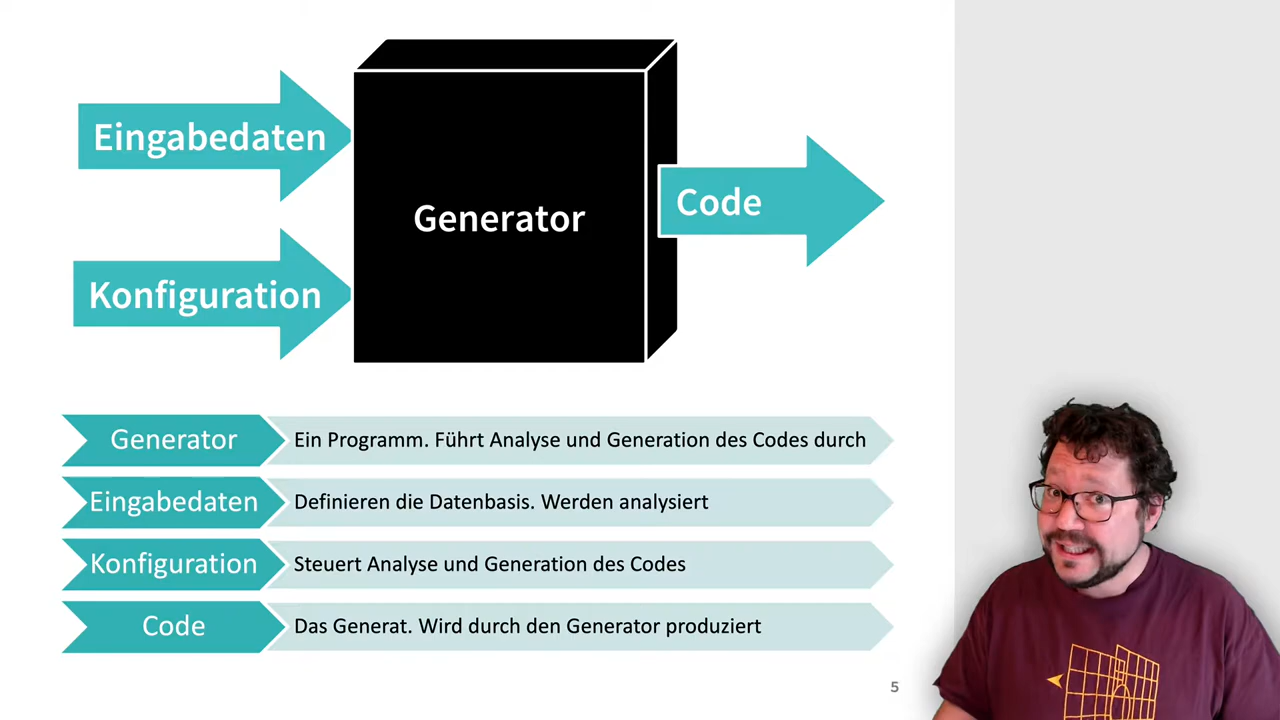 Eingabedaten
Generator
Code
Konfiguration
Generator
Ein Programm. Führt Analyse und Generation des Codes durch
Eingabedaten
Definieren die Datenbasis. Werden analysiert
Konfiguration
Steuert Analyse und Generation des Codes
Code
Das Generat. Wird durch den Generator produziert
5